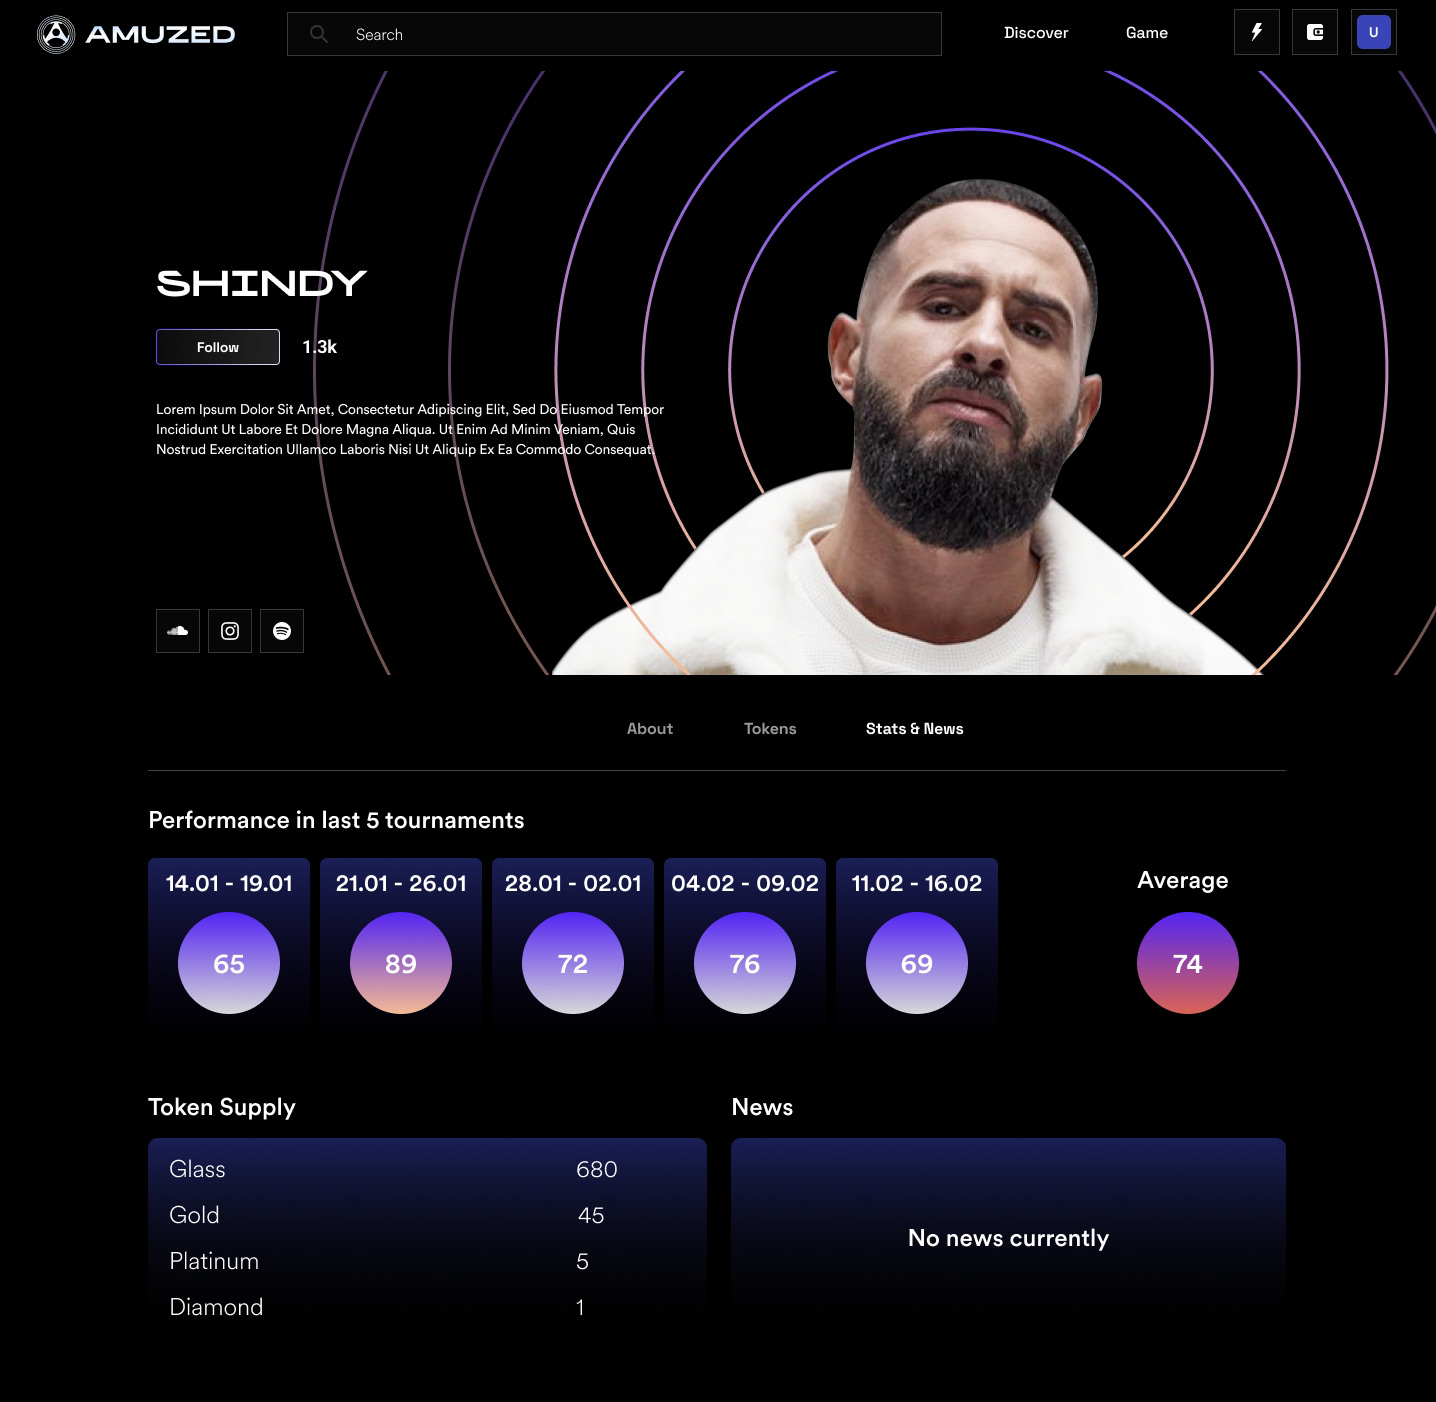 AMUZED
Search
Discover
Game
U
SHINDY
Follow
1.3k
Lorem Ipsum Dolor Sit Amet, Consectetur Adipiscing Elit, Sed Do Eiusmod Tempor
Incididunt Ut Labore Et Dolore Magna Aliqua. Ut Enim Ad Minim Veniam, Quis
Nostrud Exercitation Ullamco Laboris Nisi Ut Aliquip Ex Ea Commodo Consequat.
About
Tokens
Stats & News
Performance in last 5 tournaments
14.01 - 19.01
65
21.01 - 26.01
89
28.01 - 02.01
72
04.02 - 09.02
76
11.02 - 16.02
69
Average
74
Token Supply
Glass 680
Gold 45
Platinum 5
Diamond 1
News
No news currently